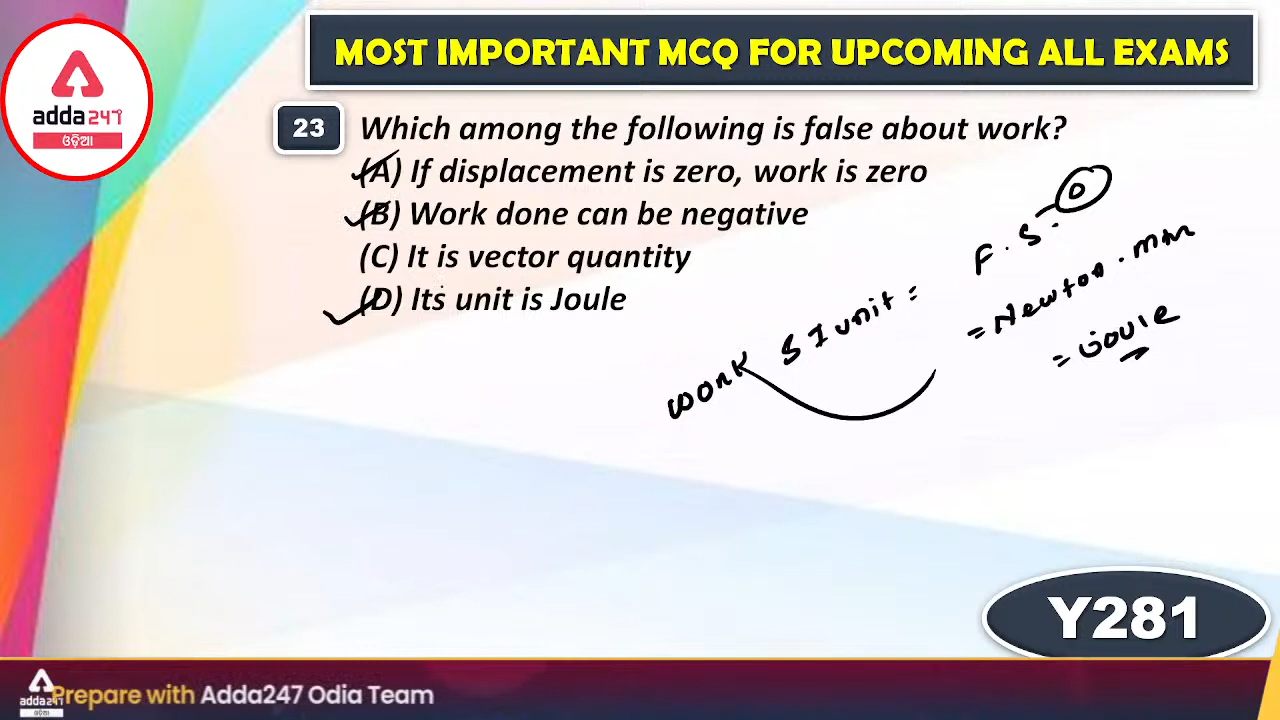 MOST IMPORTANT MCQ FOR UPCOMING ALL EXAMS
adda247
ଓଡ଼ିଆ
23 Which among the following is false about work?
(A) If displacement is zero, work is zero
(B) Work done can be negative
(C) It is vector quantity
(D) Its unit is Joule
F . S .
work SI unit = = Newton .
= Joule
Y281
adda247
ଓଡ଼ିଆ
Prepare with Adda247 Odia Team